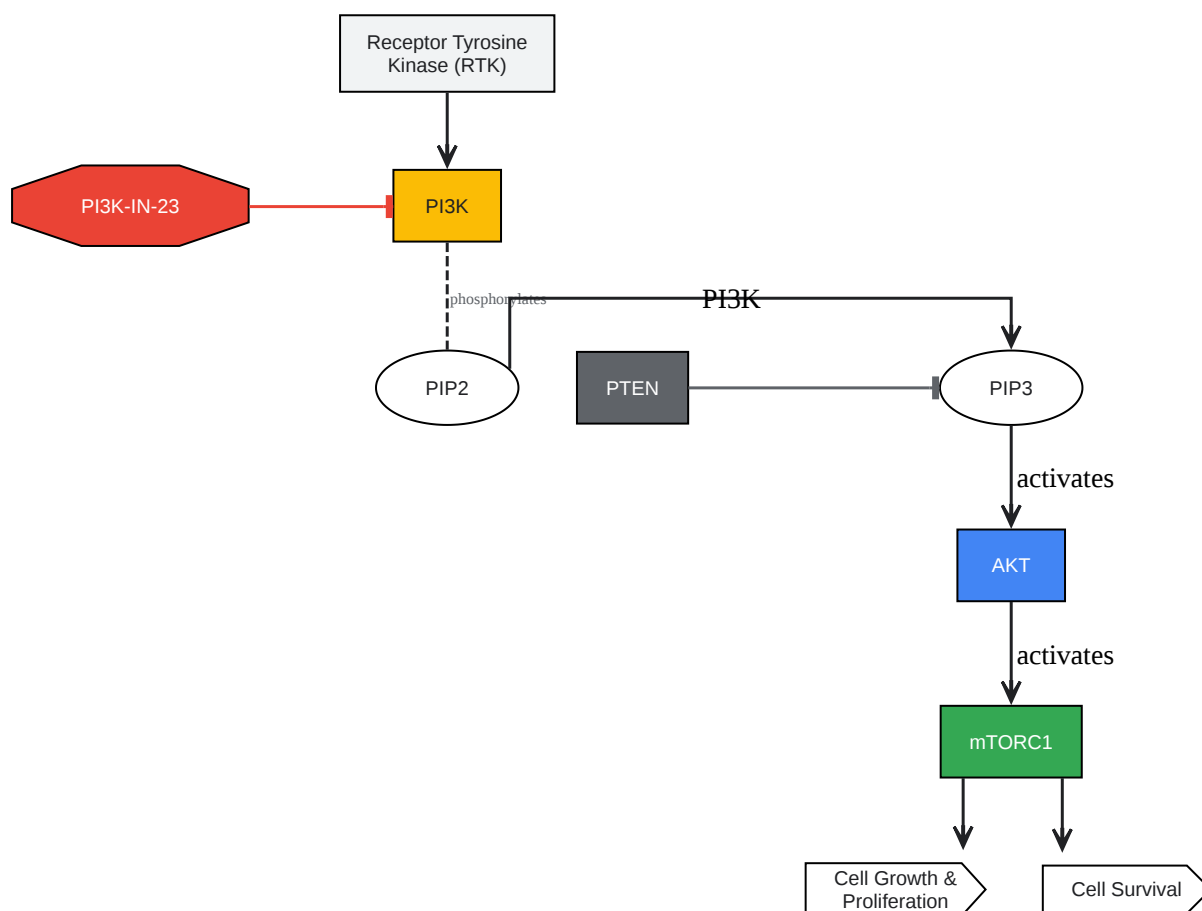 Receptor Tyrosine
Kinase (RTK)
PI3K-IN-23
PI3K
phosphorylates
PI3K
PIP2
PTEN
PIP3
activates
AKT
activates
mTORC1
Cell Growth &
Proliferation
Cell Survival